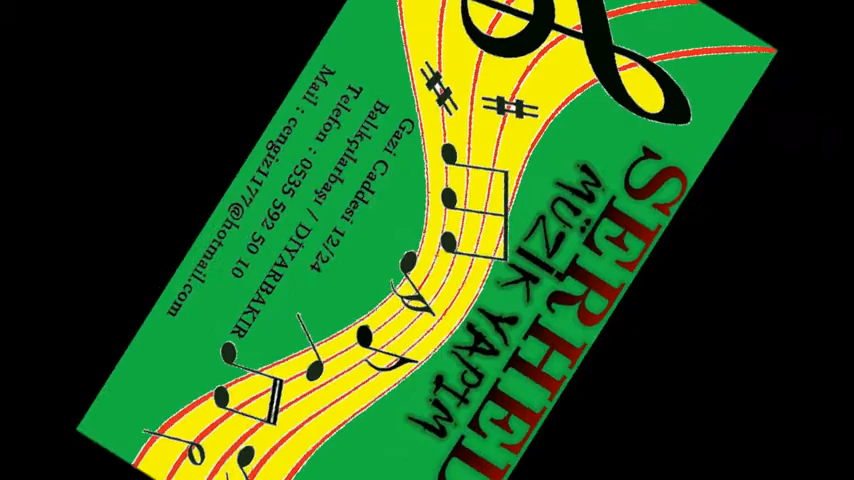 SERHED
MÜZİK YAPIM
Gazi Caddesi 12/24
Balıkçılarbaşı / DİYARBAKIR
Telefon : 0535 592 50 10
Mail : cengiz1177@hotmail.com